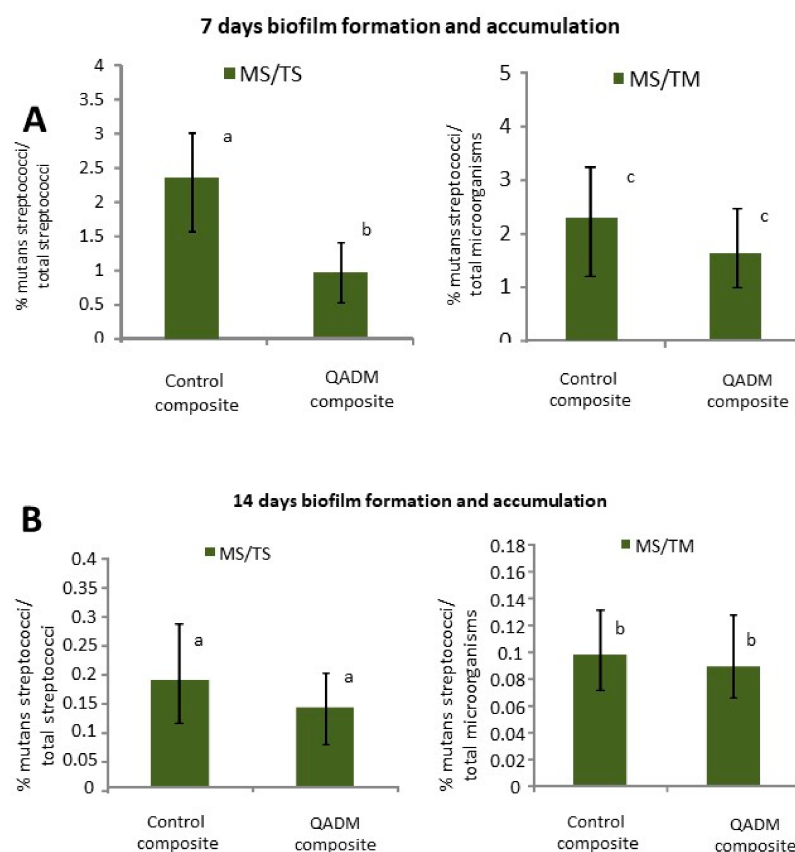 7 days biofilm formation and accumulation
A
% mutans streptococci/
total streptococci
4
3.5
3
2.5
2
1.5
1
0.5
0
MS/TS
a
b
Control
composite
QADM
composite
% mutans streptococci/
total microorganisms
5
4
3
2
1
0
MS/TM
c
c
Control
composite
QADM
composite
14 days biofilm formation and accumulation
B
% mutans streptococci/
total streptococci
0.4
0.35
0.3
0.25
0.2
0.15
0.1
0.05
0
MS/TS
a
a
Control
composite
QADM
composite
% mutans streptococci/
total microorganisms
0.18
0.16
0.14
0.12
0.1
0.08
0.06
0.04
0.02
0
MS/TM
b
b
Control
composite
QADM
composite